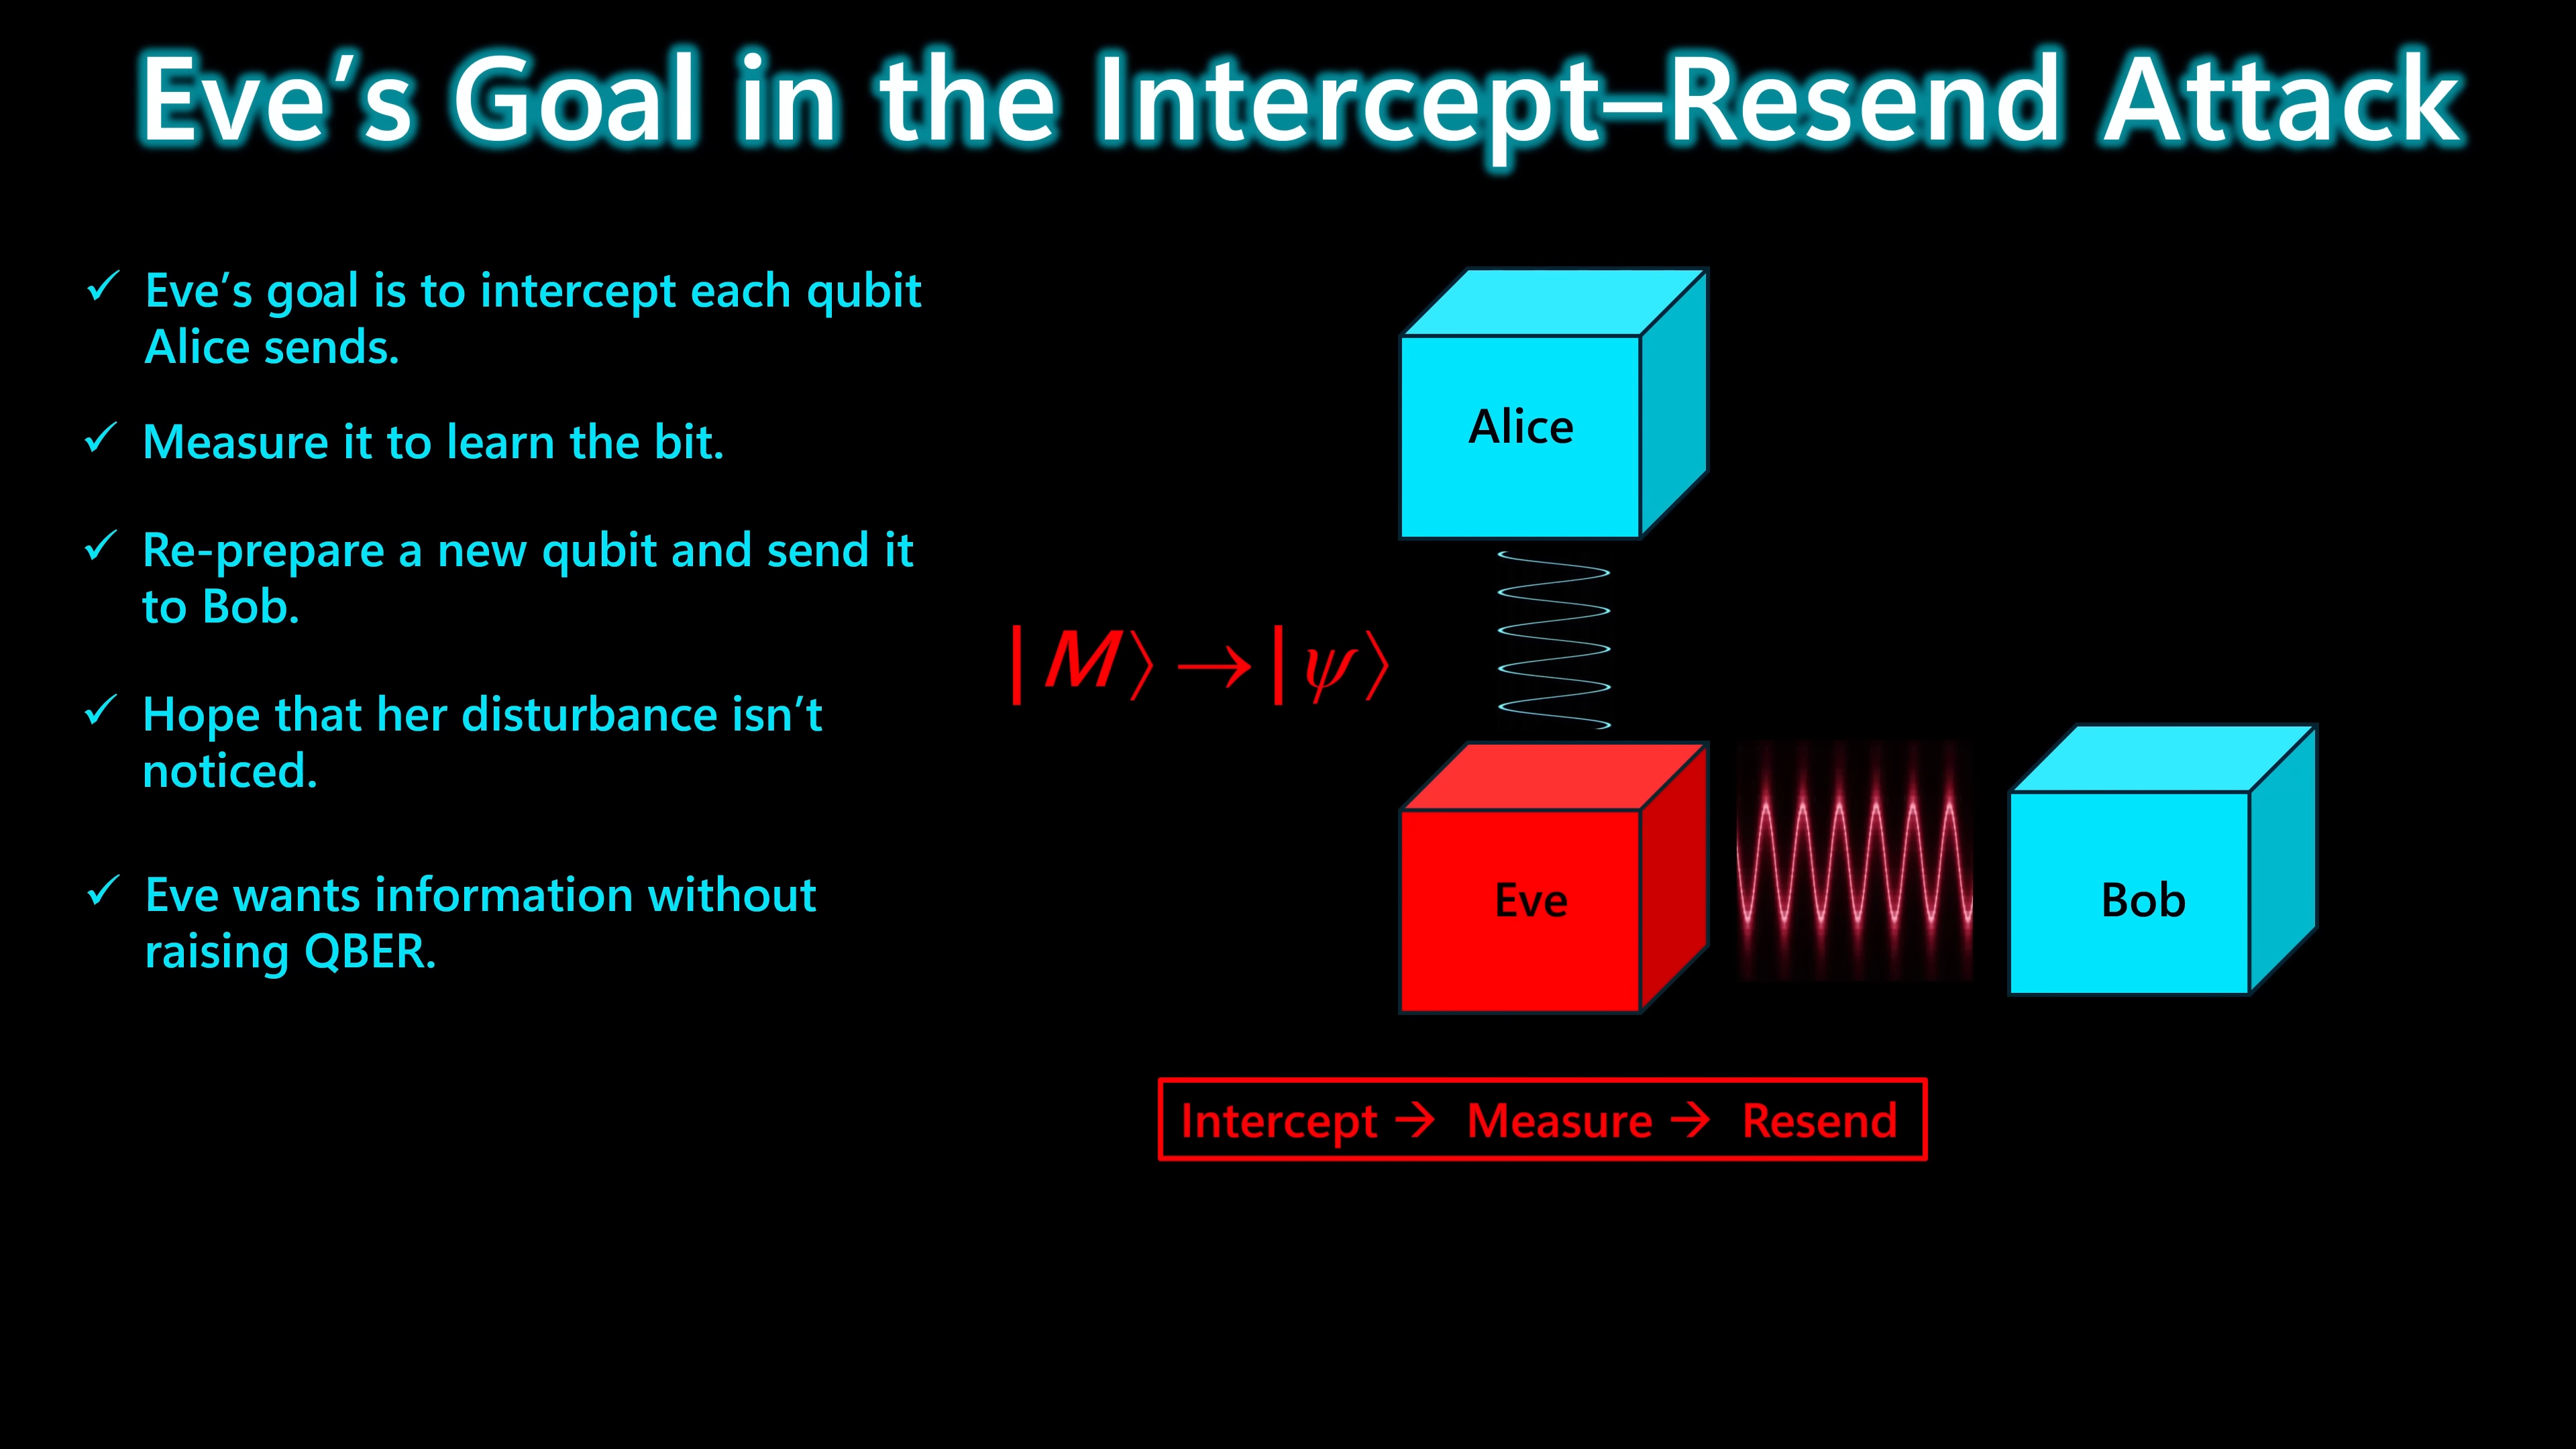 Eve’s Goal in the Intercept–Resend Attack
✓ Eve’s goal is to intercept each qubit
Alice sends.
✓ Measure it to learn the bit.
✓ Re-prepare a new qubit and send it
to Bob.
✓ Hope that her disturbance isn’t
noticed.
✓ Eve wants information without
raising QBER.
Alice
|M⟩→|ψ⟩
Eve
Bob
Intercept → Measure → Resend